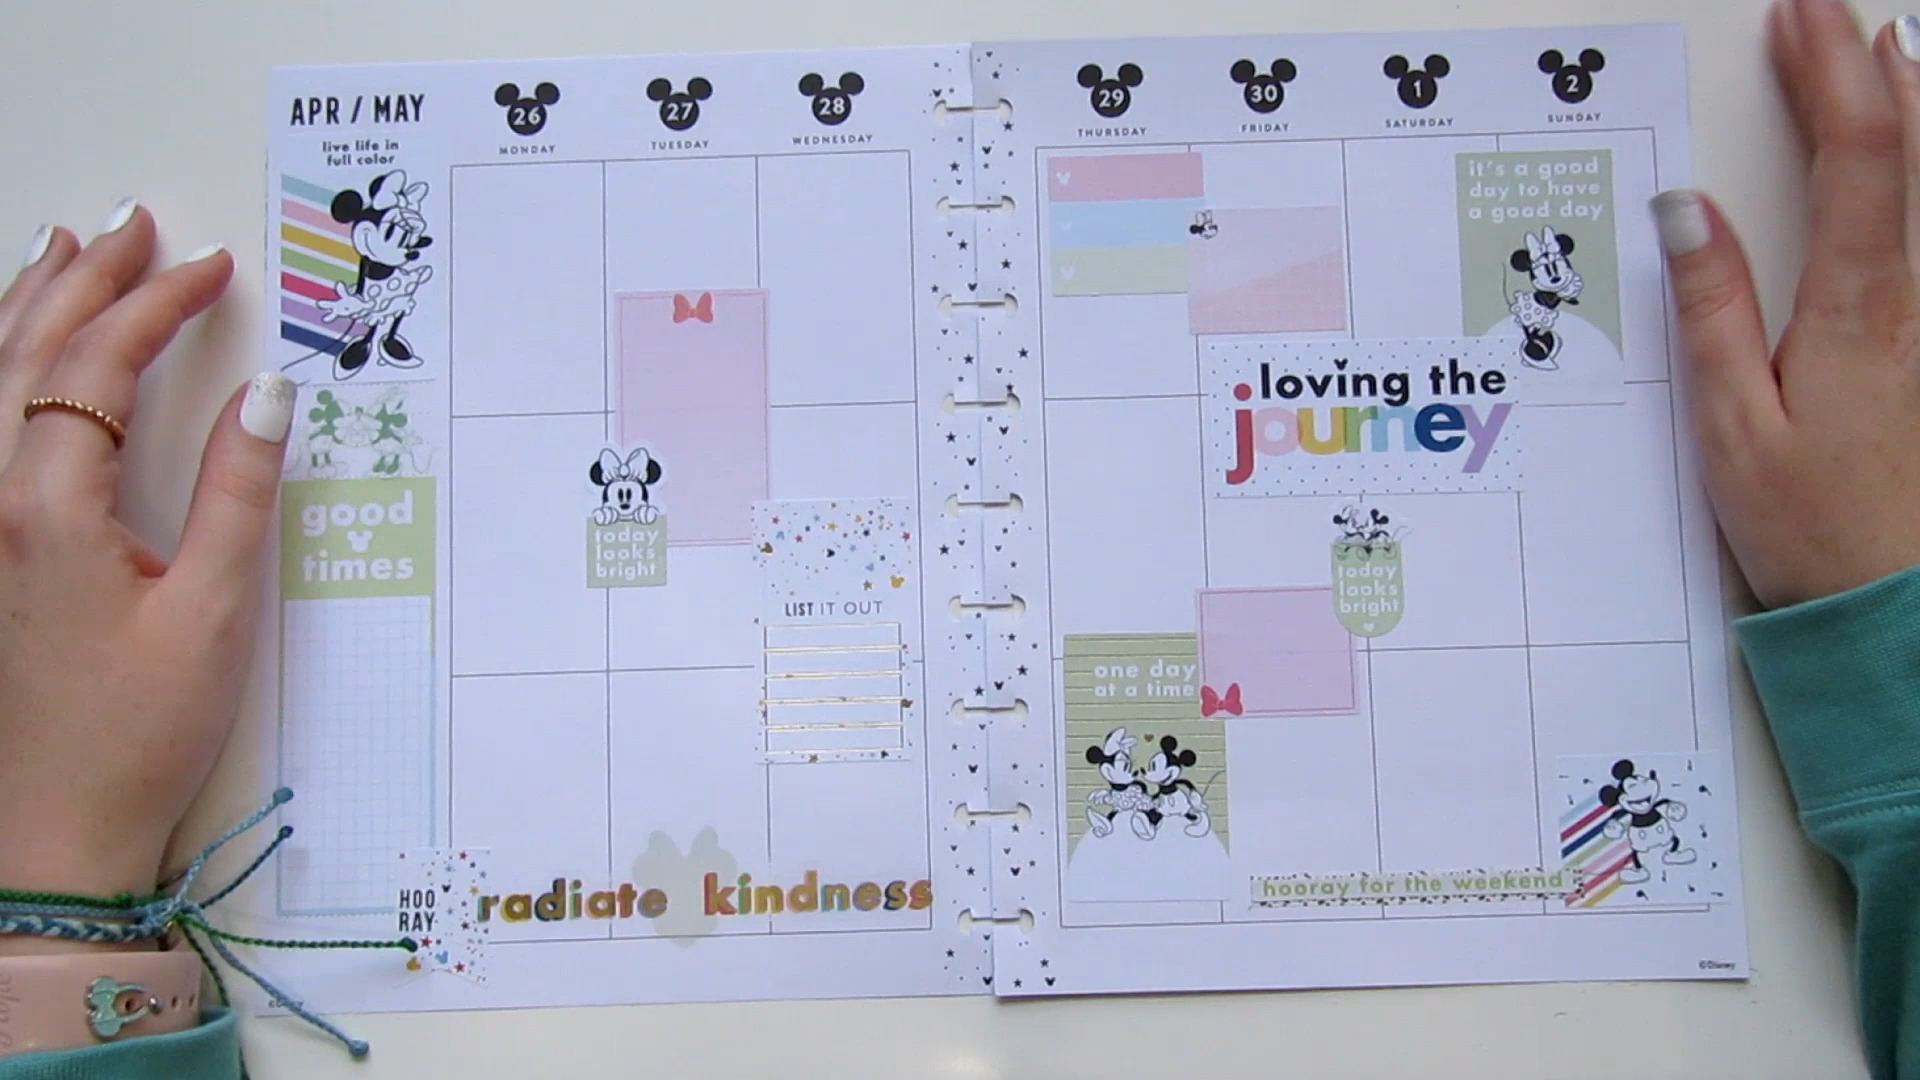 APR / MAY
live life in
full color
good
times
HOO
RAY
26
MONDAY
27
TUESDAY
28
WEDNESDAY
today
looks
bright
LIST IT OUT
radiate kindness
29
THURSDAY
30
FRIDAY
1
SATURDAY
2
SUNDAY
it's a good
day to have
a good day
loving the
journey
today
looks
bright
one day
at a time
hooray for the weekend
©Disney